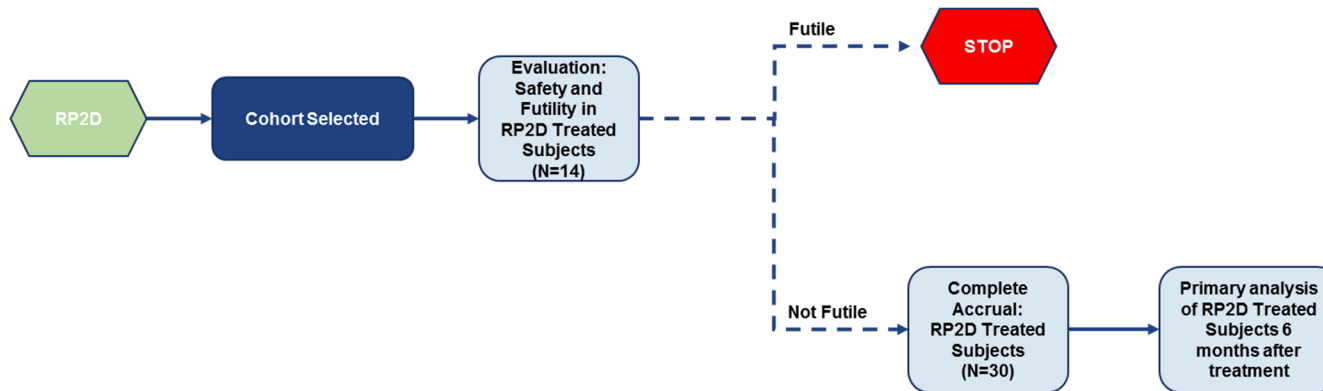 RP2D
Cohort Selected
Evaluation:
Safety and
Futility in
RP2D Treated
Subjects
(N=14)
Futile
STOP
Not Futile
Complete
Accrual:
RP2D Treated
Subjects
(N=30)
Primary analysis
of RP2D Treated
Subjects 6
months after
treatment